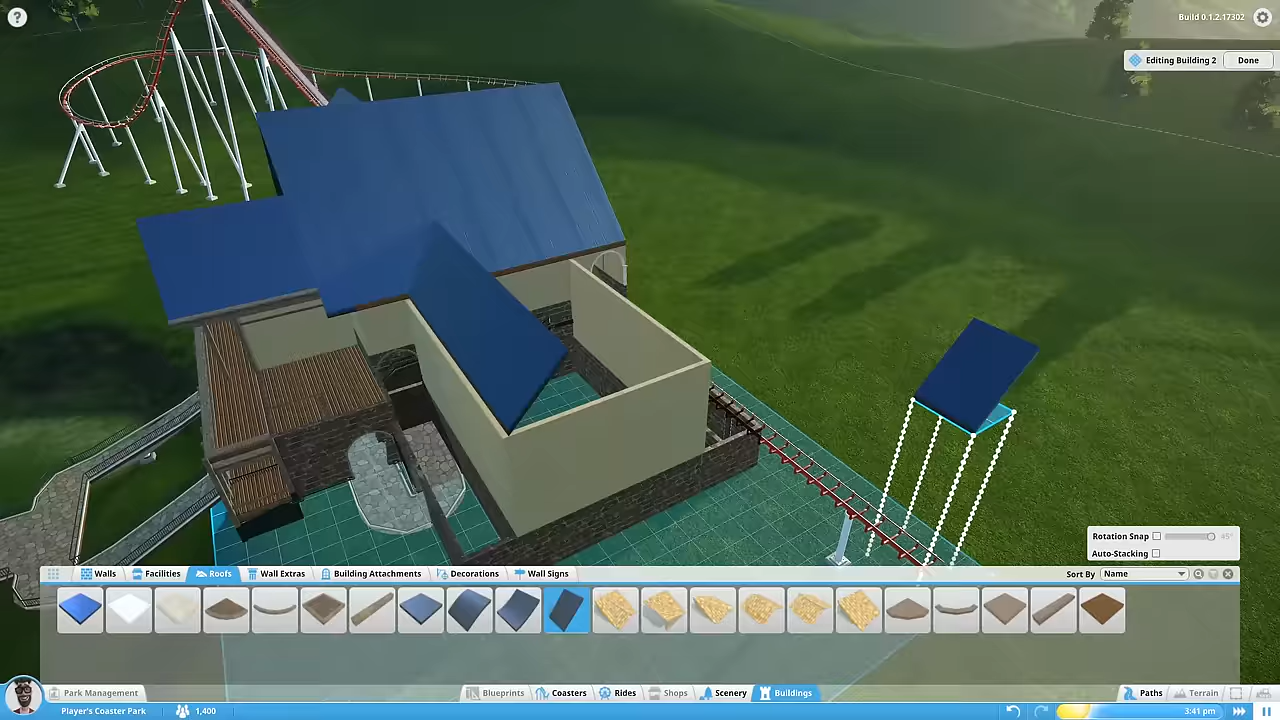 ?
Build 0.1.2.17302
Editing Building 2 Done
Rotation Snap 45°
Auto-Stacking
Walls Facilities Roofs Wall Extras Building Attachments Decorations Wall Signs Sort By Name
Park Management Blueprints Coasters Rides Shops Scenery Buildings Paths Terrain
Player's Coaster Park 1,400 3:41 pm